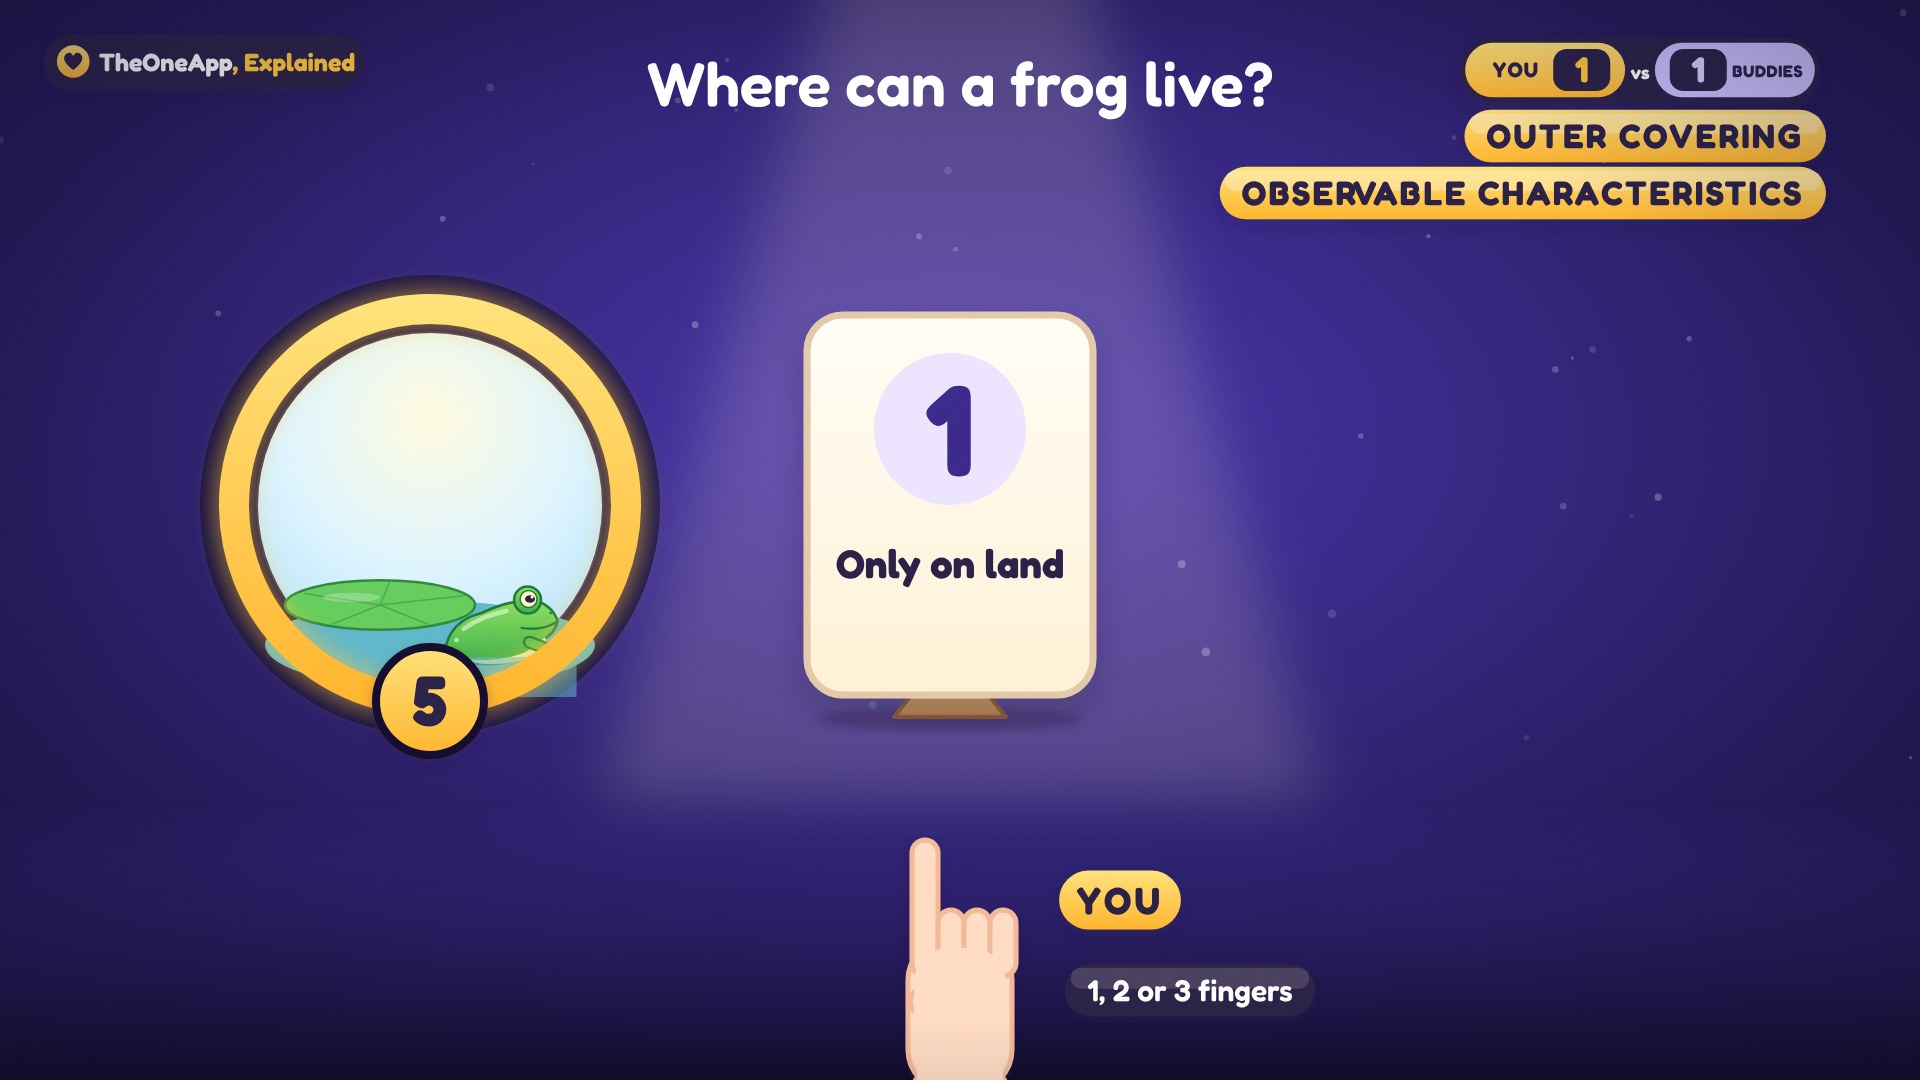 TheOneApp, Explained
Where can a frog live?
YOU 1 vs 1 BUDDIES
OUTER COVERING
OBSERVABLE CHARACTERISTICS
1
Only on land
5
YOU
1, 2 or 3 fingers